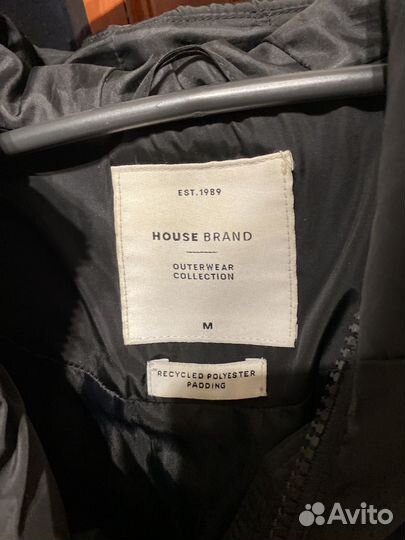 EST. 1989
HOUSE BRAND
OUTERWEAR
COLLECTION
M
RECYCLED POLYESTER
PADDING
Avito